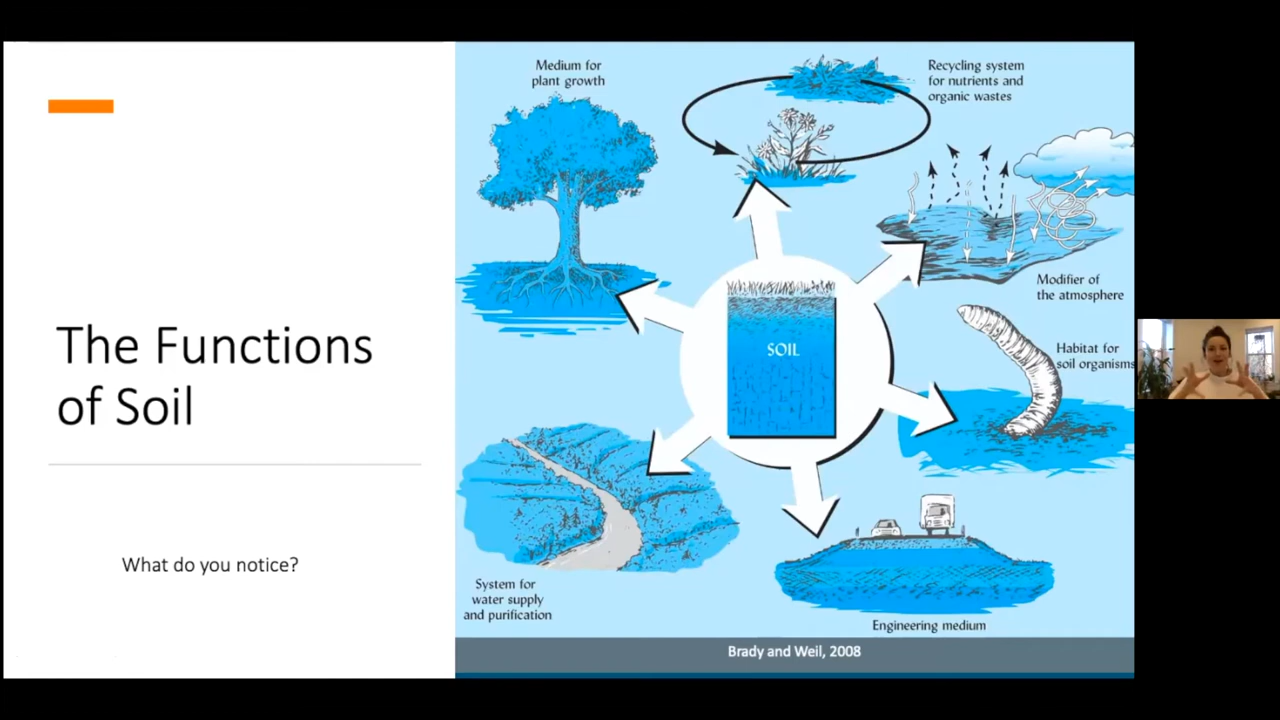 The Functions
of Soil
What do you notice?
Medium for
plant growth
Recycling system
for nutrients and
organic wastes
Modifier of
the atmosphere
Habitat for
soil organisms
SOIL
System for
water supply
and purification
Engineering medium
Brady and Weil, 2008